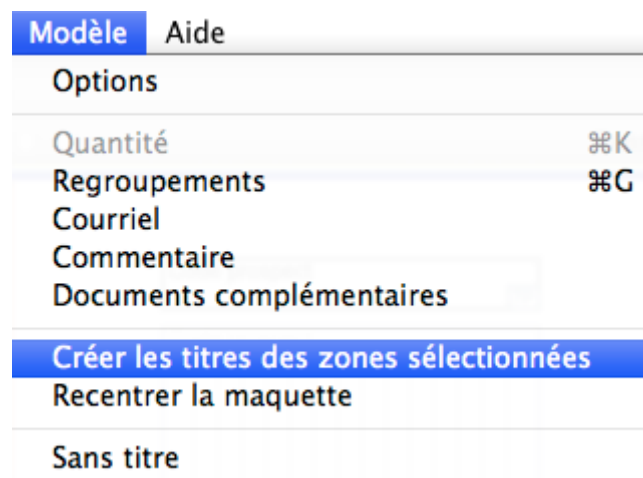 Modèle Aide
Options
Quantité ⌘K
Regroupements ⌘G
Courriel
Commentaire
Documents complémentaires
Créer les titres des zones sélectionnées
Recentrer la maquette
Sans titre